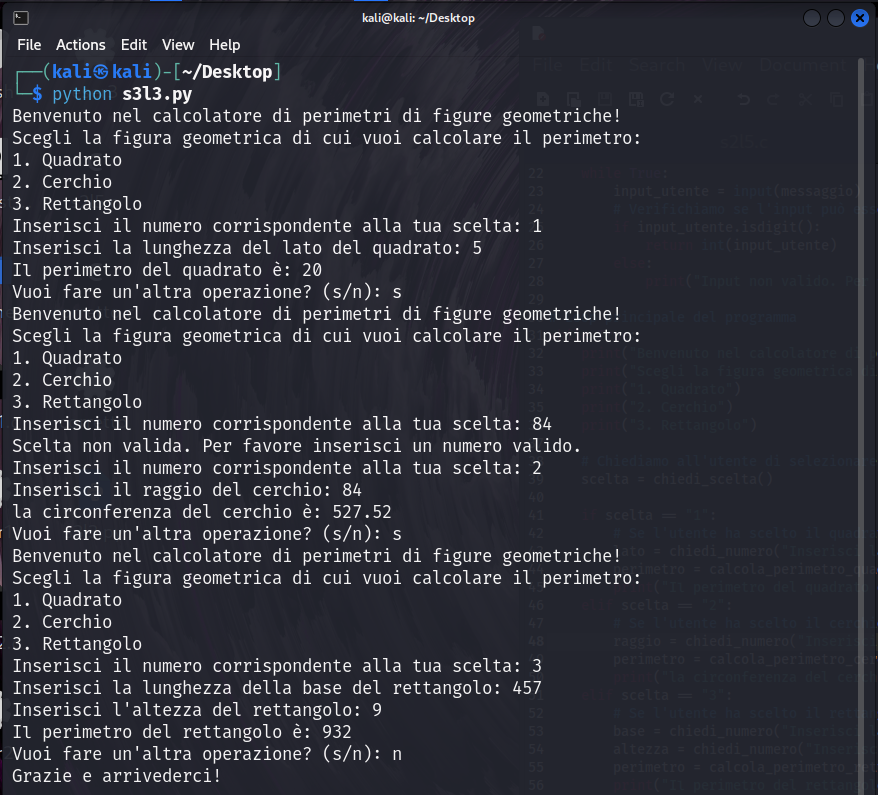 kali@kali: ~/Desktop
File Actions Edit View Help
┌──(kali㉿kali)-[~/Desktop]
└─$ python s3l3.py
Benvenuto nel calcolatore di perimetri di figure geometriche!
Scegli la figura geometrica di cui vuoi calcolare il perimetro:
1. Quadrato
2. Cerchio
3. Rettangolo
Inserisci il numero corrispondente alla tua scelta: 1
Inserisci la lunghezza del lato del quadrato: 5
Il perimetro del quadrato è: 20
Vuoi fare un'altra operazione? (s/n): s
Benvenuto nel calcolatore di perimetri di figure geometriche!
Scegli la figura geometrica di cui vuoi calcolare il perimetro:
1. Quadrato
2. Cerchio
3. Rettangolo
Inserisci il numero corrispondente alla tua scelta: 84
Scelta non valida. Per favore inserisci un numero valido.
Inserisci il numero corrispondente alla tua scelta: 2
Inserisci il raggio del cerchio: 84
la circonferenza del cerchio è: 527.52
Vuoi fare un'altra operazione? (s/n): s
Benvenuto nel calcolatore di perimetri di figure geometriche!
Scegli la figura geometrica di cui vuoi calcolare il perimetro:
1. Quadrato
2. Cerchio
3. Rettangolo
Inserisci il numero corrispondente alla tua scelta: 3
Inserisci la lunghezza della base del rettangolo: 457
Inserisci l'altezza del rettangolo: 9
Il perimetro del rettangolo è: 932
Vuoi fare un'altra operazione? (s/n): n
Grazie e arrivederci!